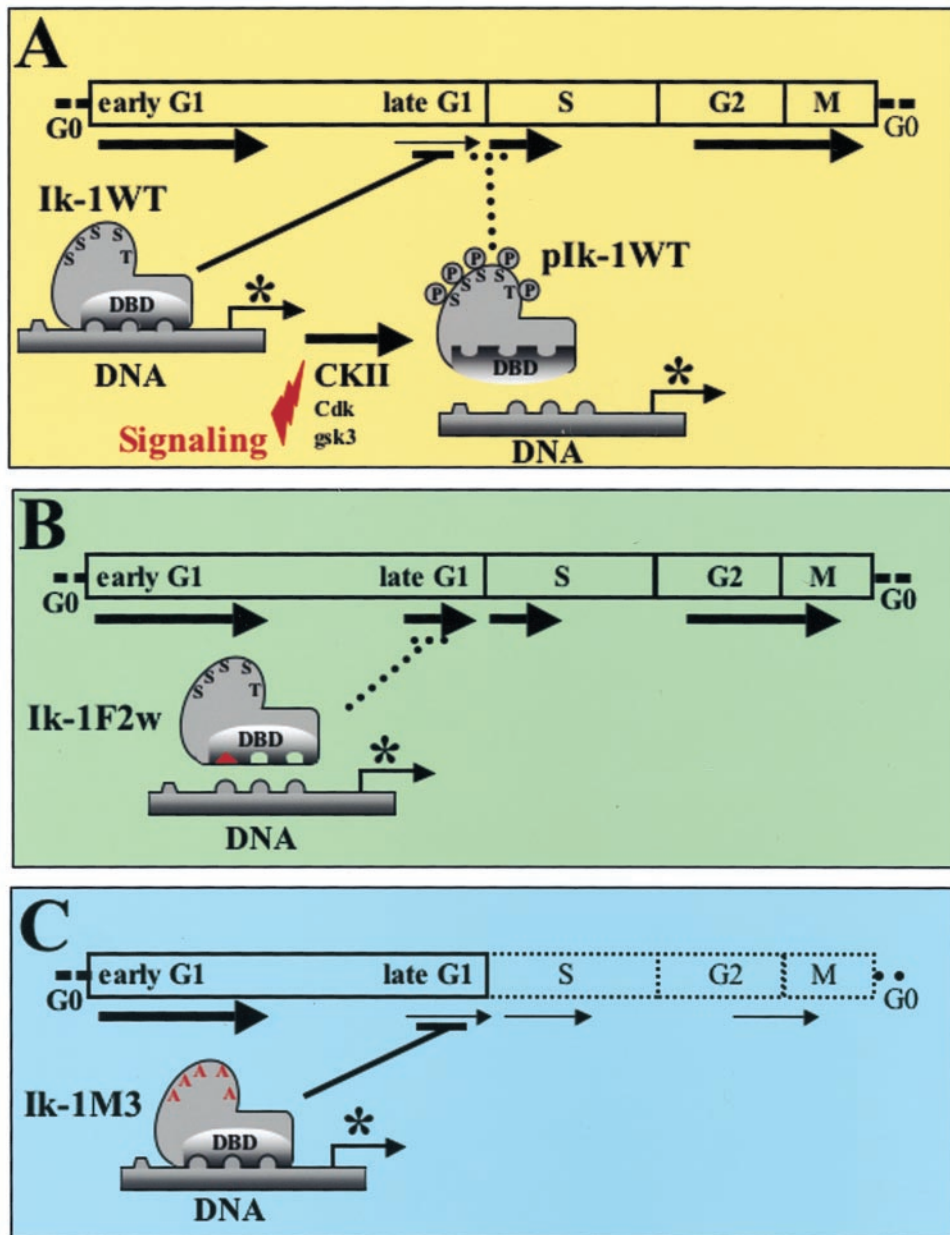 A
early G1 late G1 S G2 M
G0 G0
Ik-1WT
S S S S T
DBD
*
DNA
Signaling
CKII
Cdk
gsk3
pIk-1WT
P P P P P
S S S S T
DBD
*
DNA
B
early G1 late G1 S G2 M
G0 G0
Ik-1F2w
S S S S T
DBD
*
DNA
C
early G1 late G1 S G2 M
G0 G0
Ik-1M3
A A A A A
DBD
*
DNA